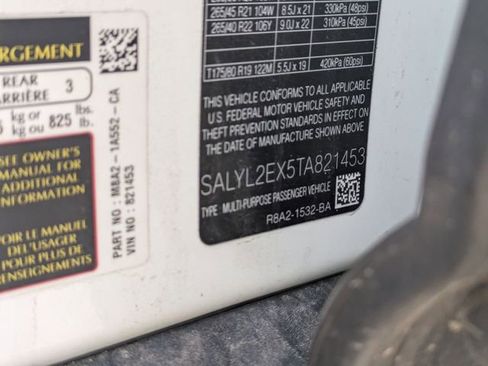 265/45 R21 104W 8.5J x 21 330kPa (48psi)
265/40 R22 106Y 9.0J x 22 310kPa (45psi)
T175/80 R19 122M 5.5J x 19 420kPa (60psi)
THIS VEHICLE CONFORMS TO ALL APPLICABLE
U.S. FEDERAL MOTOR VEHICLE SAFETY AND
THEFT PREVENTION STANDARDS IN EFFECT ON
THE DATE OF MANUFACTURE SHOWN ABOVE.
SALYL2EX5TA821453
TYPE MULTI-PURPOSE PASSENGER VEHICLE
R8A2-1532-BA
RGEMENT
REAR
ARRIÈRE 3
kg or lbs.
kg ou 825 lb.
SEE OWNER'S
MANUAL FOR
ADDITIONAL
INFORMATION
VOIR LE MANUEL
DE L'USAGER
POUR PLUS DE
RENSEIGNEMENTS
PART NO : M8A2 - 1A552 - CA
VIN NO : 821453